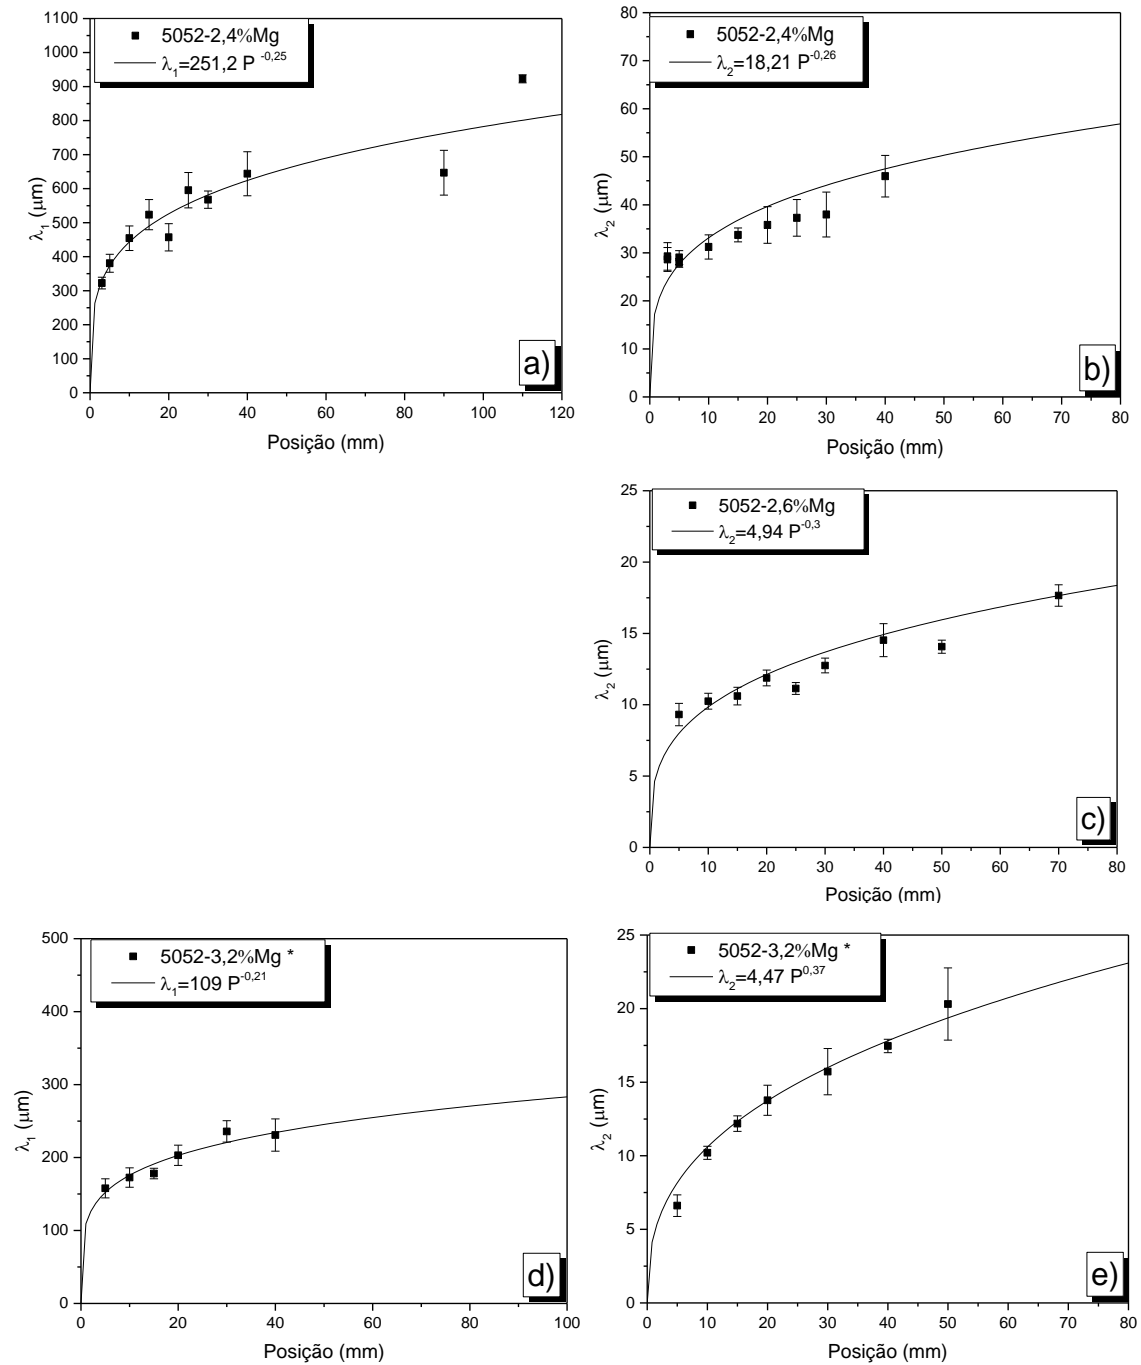 5052-2,4%Mg
λ₁=251,2 P ⁻⁰,²⁵
1100
1000
900
800
700
600
500
400
300
200
100
0
λ₁ (μm)
0 20 40 60 80 100 120
Posição (mm)
a)
5052-2,4%Mg
λ₂=18,21 P⁻⁰,²⁶
80
70
60
50
40
30
20
10
0
λ₂ (μm)
0 10 20 30 40 50 60 70 80
Posição (mm)
b)
5052-2,6%Mg
λ₂=4,94 P⁻⁰,³
25
20
15
10
5
0
λ₂ (μm)
0 10 20 30 40 50 60 70 80
Posição (mm)
c)
5052-3,2%Mg *
λ₁=109 P⁻⁰,²¹
500
400
300
200
100
0
λ₁ (μm)
0 20 40 60 80 100
Posição (mm)
d)
5052-3,2%Mg *
λ₂=4,47 P⁰,³⁷
25
20
15
10
5
0
λ₂ (μm)
0 10 20 30 40 50 60 70 80
Posição (mm)
e)